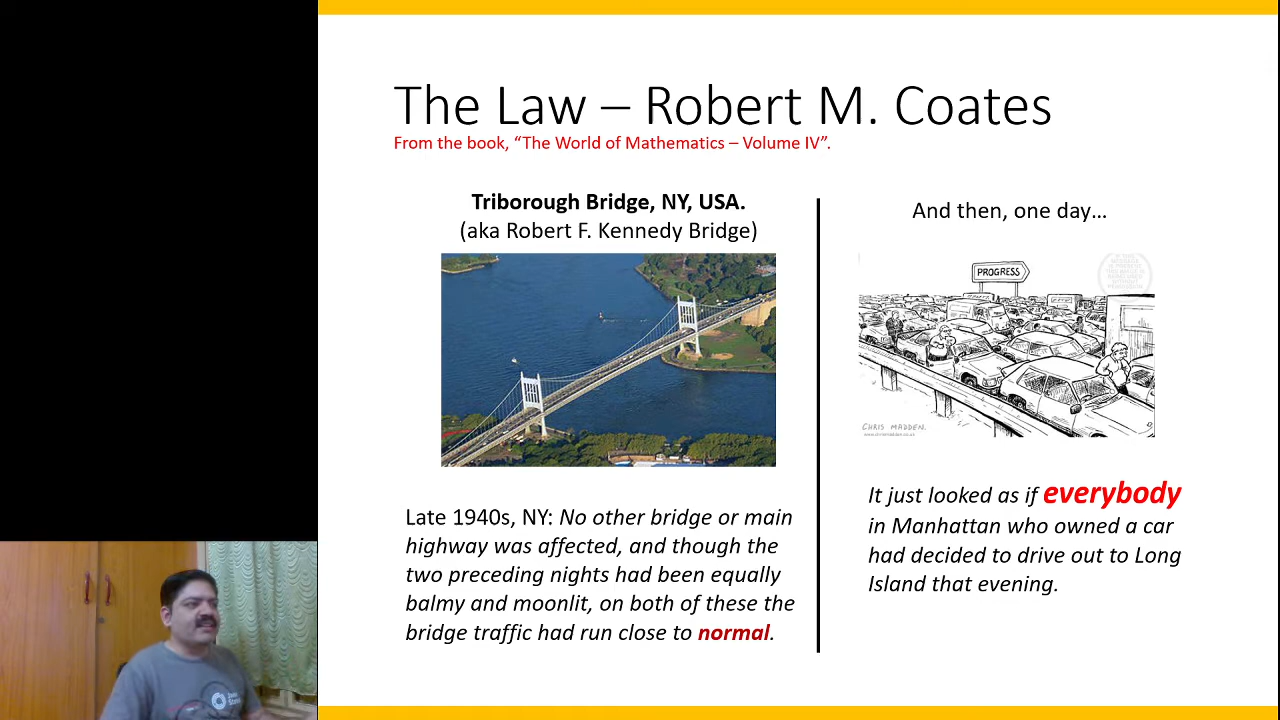 The Law – Robert M. Coates
From the book, “The World of Mathematics – Volume IV”.
Triborough Bridge, NY, USA.
(aka Robert F. Kennedy Bridge)
Late 1940s, NY: No other bridge or main
highway was affected, and though the
two preceding nights had been equally
balmy and moonlit, on both of these the
bridge traffic had run close to normal.
And then, one day…
PROGRESS
CHRIS MADDEN.
www.chrismadden.co.uk
It just looked as if everybody
in Manhattan who owned a car
had decided to drive out to Long
Island that evening.